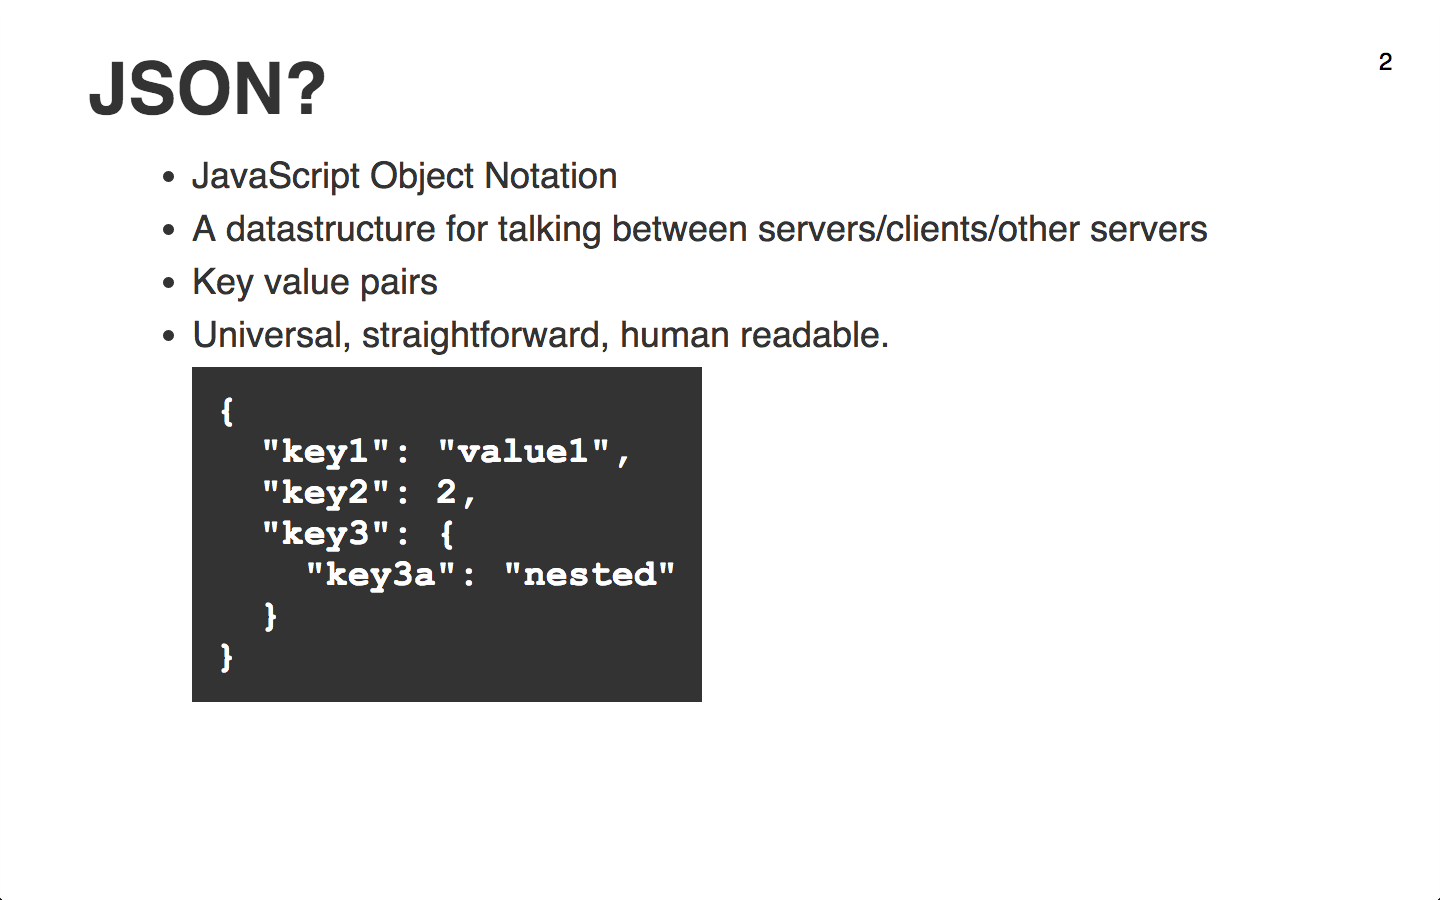 JSON?
2
JavaScript Object Notation
A datastructure for talking between servers/clients/other servers
Key value pairs
Universal, straightforward, human readable.
{
  "key1": "value1",
  "key2": 2,
  "key3": {
    "key3a": "nested"
  }
}